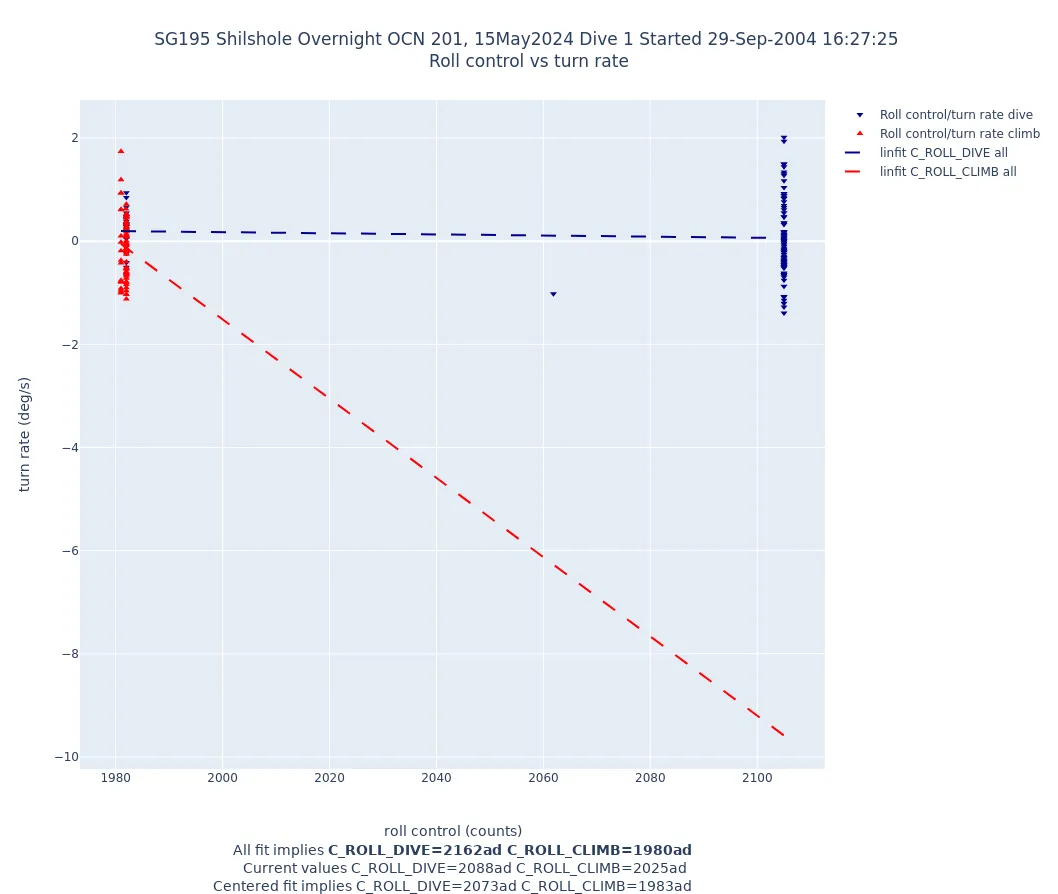 SG195 Shilshole Overnight OCN 201, 15May2024 Dive 1 Started 29-Sep-2004 16:27:25
Roll control vs turn rate
Roll control/turn rate dive
Roll control/turn rate climb
linfit C_ROLL_DIVE all
linfit C_ROLL_CLIMB all
turn rate (deg/s)
2
0
−2
−4
−6
−8
−10
1980
2000
2020
2040
2060
2080
2100
roll control (counts)
All fit implies C_ROLL_DIVE=2162ad C_ROLL_CLIMB=1980ad
Current values C_ROLL_DIVE=2088ad C_ROLL_CLIMB=2025ad
Centered fit implies C_ROLL_DIVE=2073ad C_ROLL_CLIMB=1983ad